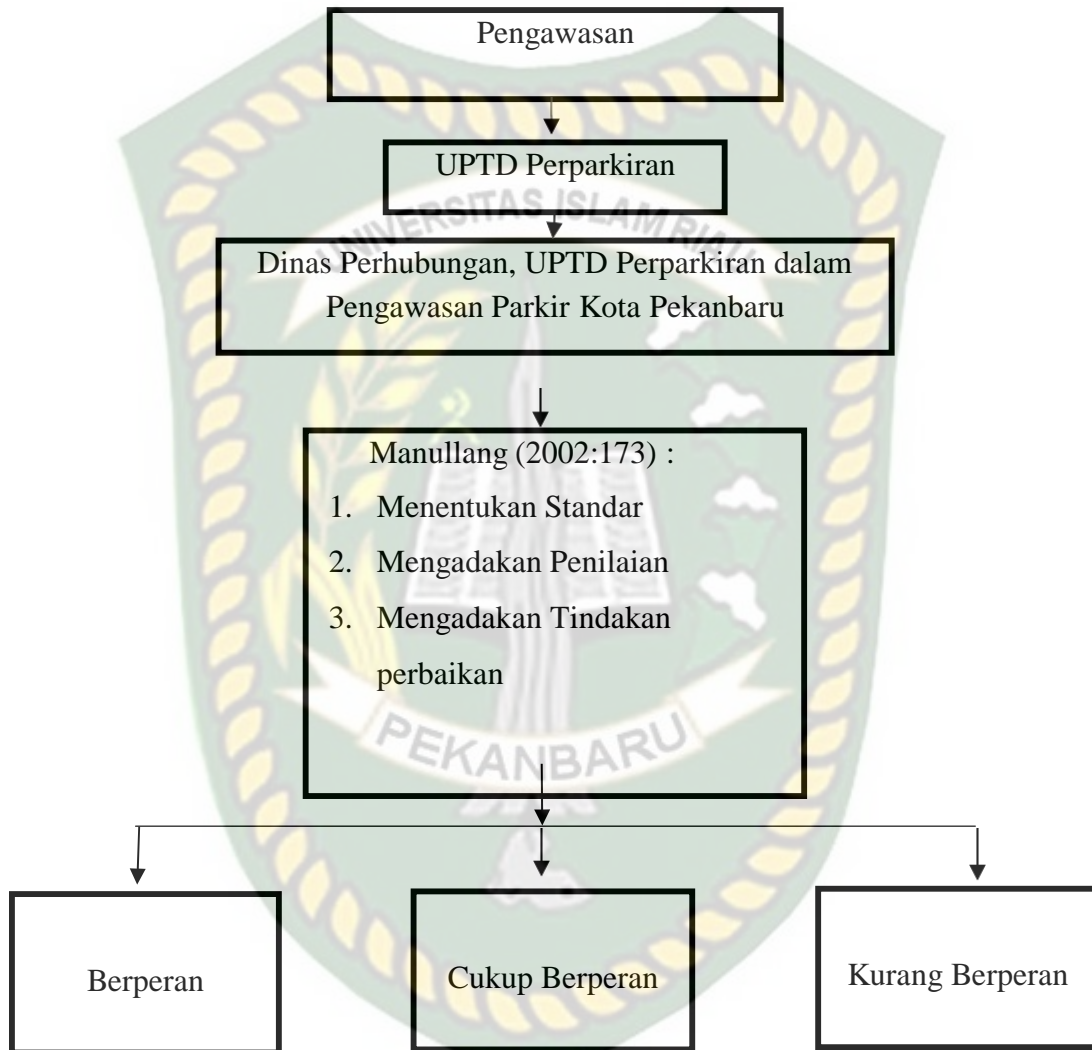 Pengawasan
UPTD Perparkiran
UNIVERSITAS ISLAM RIAU
Dinas Perhubungan, UPTD Perparkiran dalam
Pengawasan Parkir Kota Pekanbaru
Manullang (2002:173) :
1. Menentukan Standar
2. Mengadakan Penilaian
3. Mengadakan Tindakan
perbaikan
PEKANBARU
Berperan
Cukup Berperan
Kurang Berperan